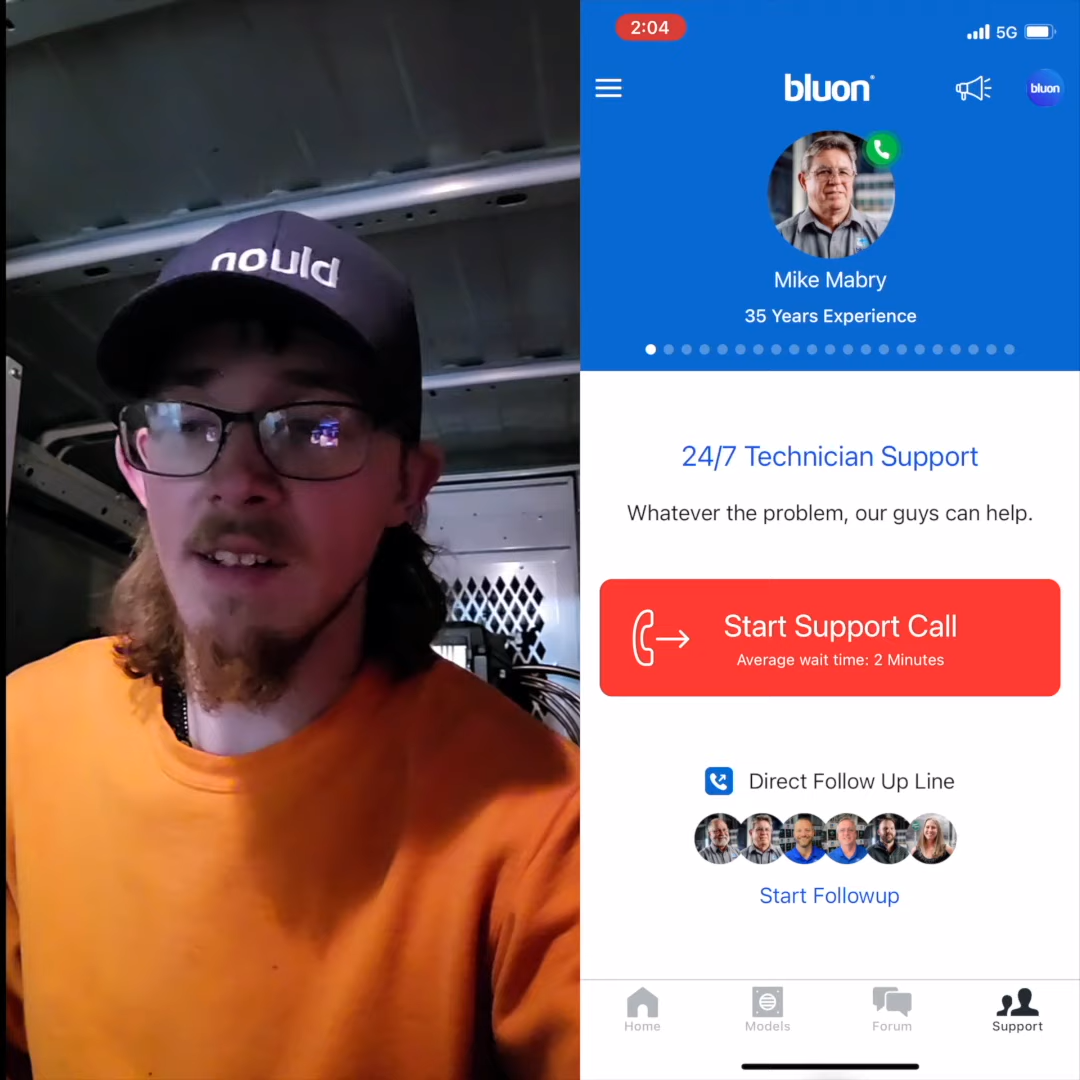 bluon
2:04
5G
bluon
bluon
Mike Mabry
35 Years Experience
24/7 Technician Support
Whatever the problem, our guys can help.
Start Support Call
Average wait time: 2 Minutes
Direct Follow Up Line
Start Followup
Home
Models
Forum
Support